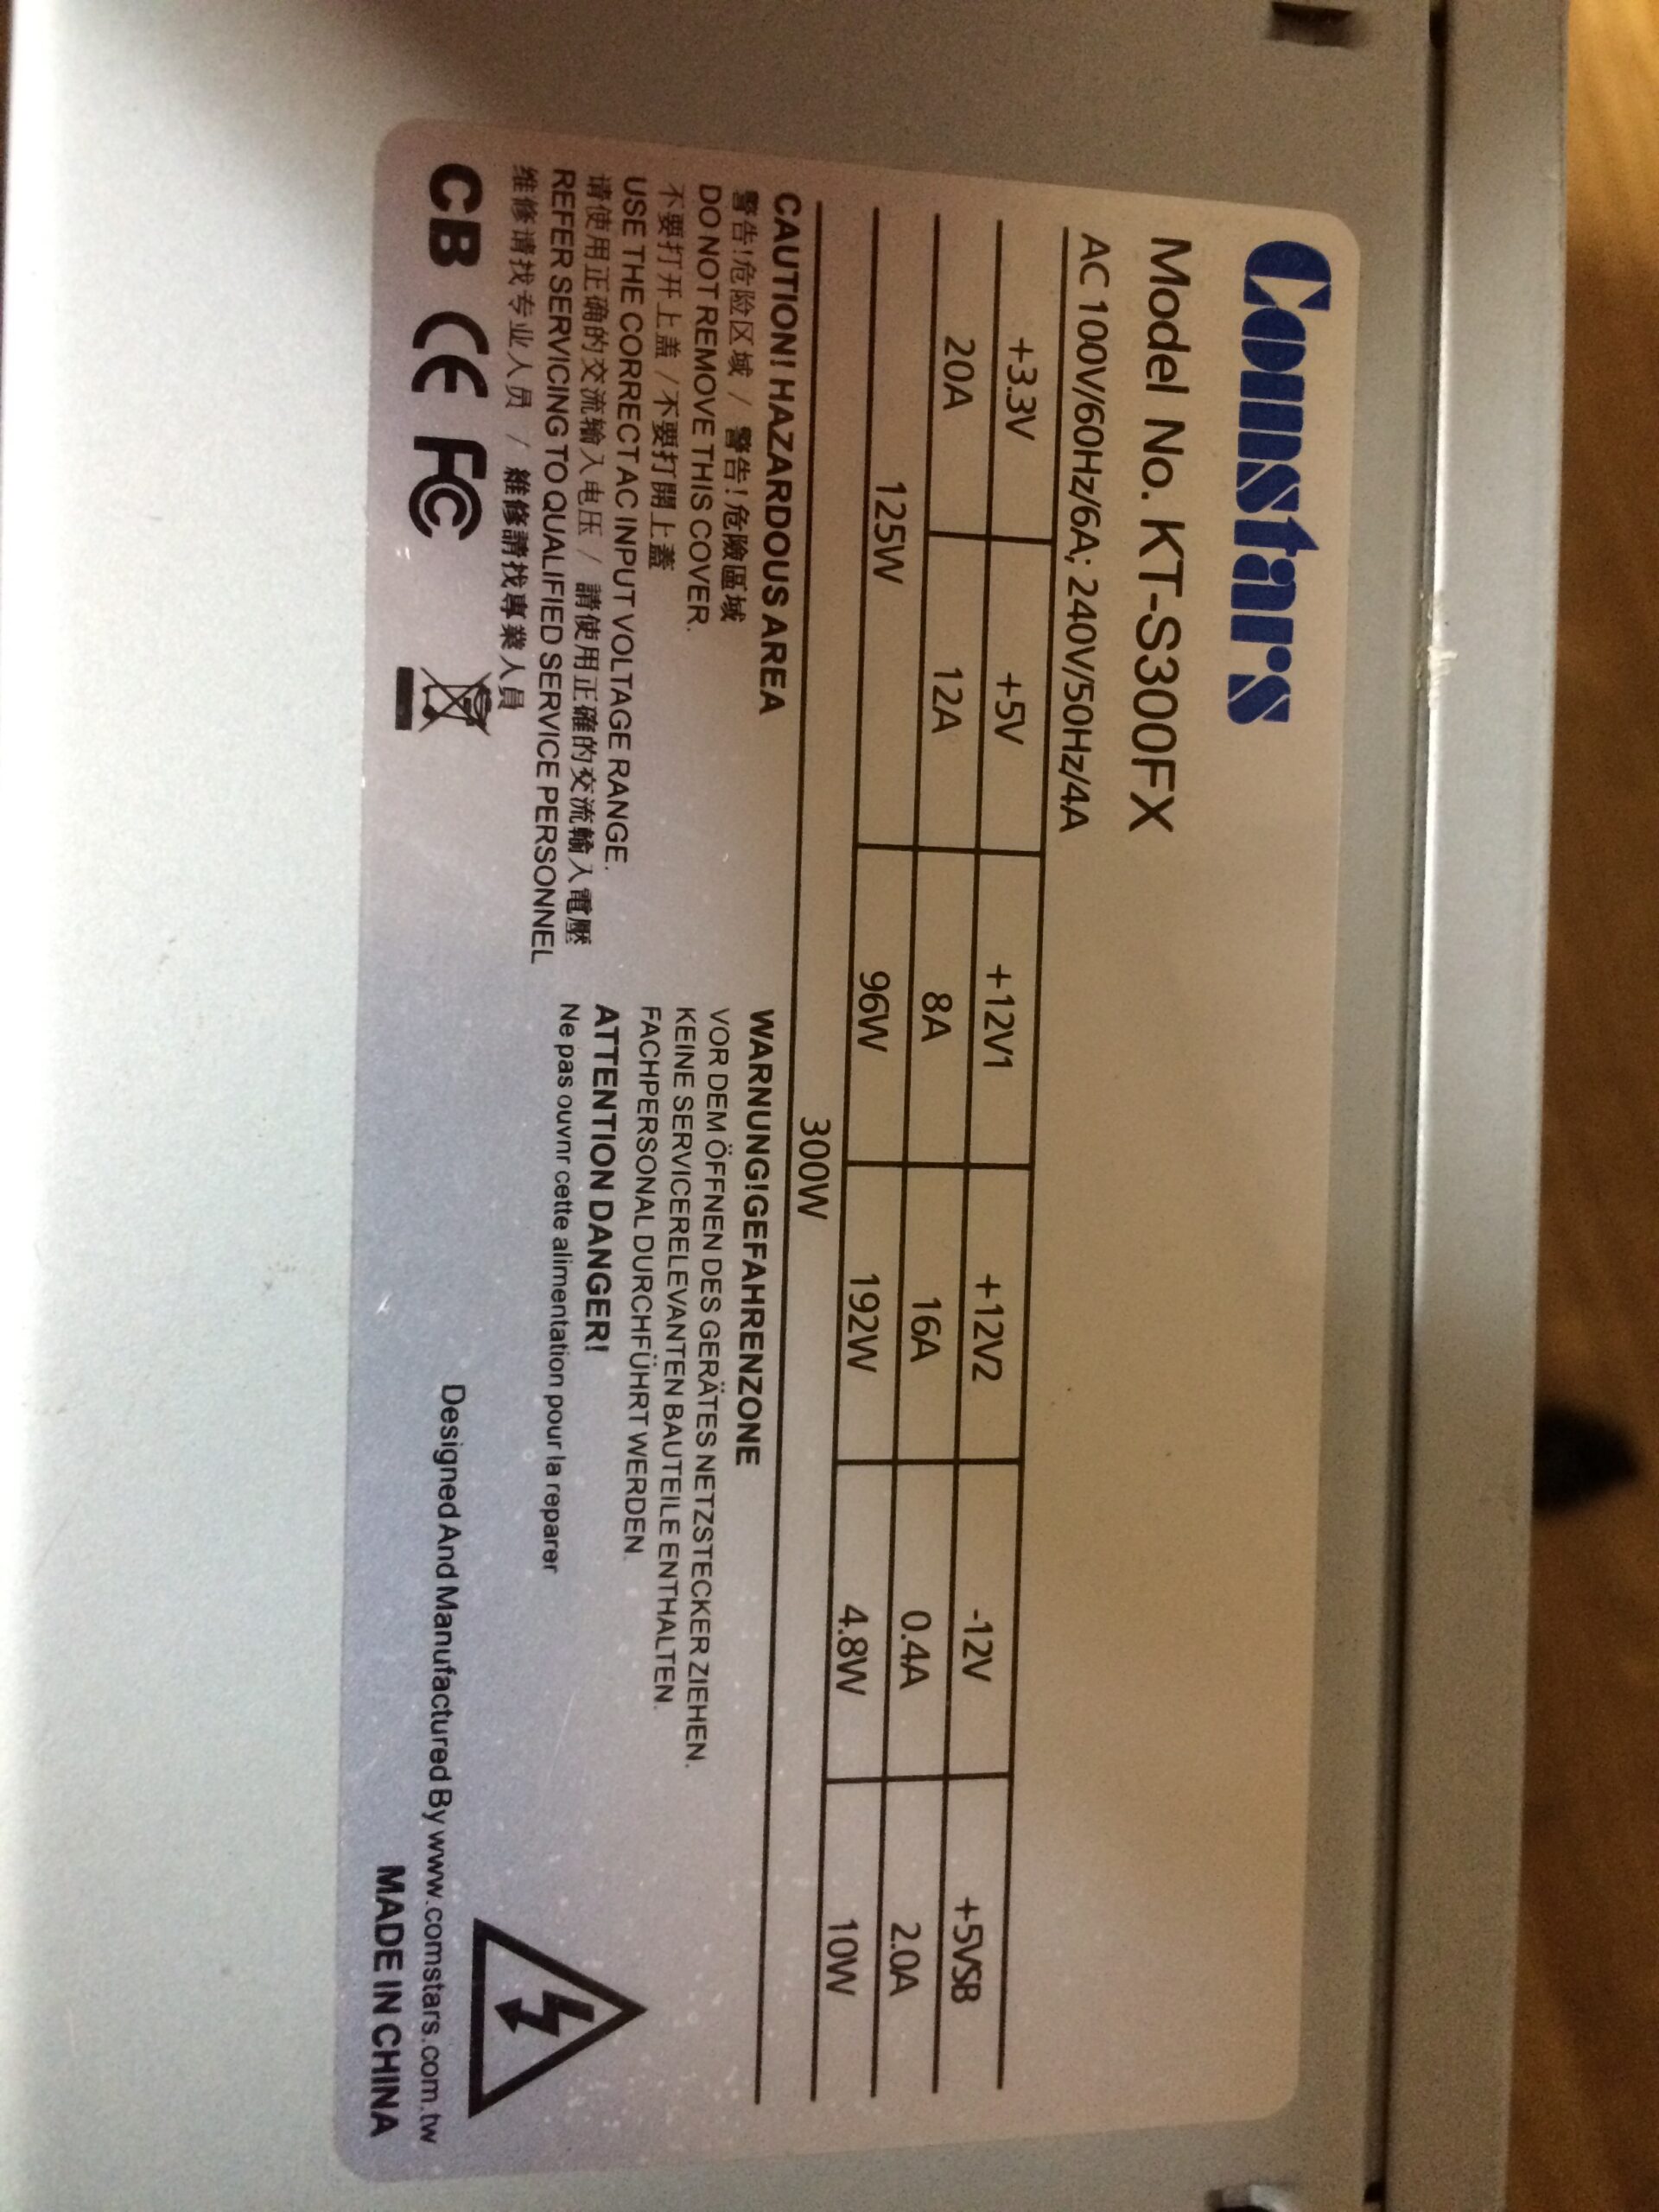 Comstars
Model No. KT-S300FX
AC 100V/60Hz/6A; 240V/50Hz/4A
+3.3V +5V +12V1 +12V2 -12V +5VSB
20A 12A 8A 16A 0.4A 2.0A
125W 96W 192W 4.8W 10W
300W
CAUTION! HAZARDOUS AREA
警告!危险区域 / 警告!危險區域
DO NOT REMOVE THIS COVER.
不要打开上盖 / 不要打開上蓋
USE THE CORRECT AC INPUT VOLTAGE RANGE.
请使用正确的交流输入电压 / 請使用正確的交流輸入電壓
REFER SERVICING TO QUALIFIED SERVICE PERSONNEL
维修请找专业人员 / 維修請找專業人員
WARNUNG!GEFAHRENZONE
VOR DEM ÖFFNEN DES GERÄTES NETZSTECKER ZIEHEN.
KEINE SERVICERELEVANTEN BAUTEILE ENTHALTEN.
FACHPERSONAL DURCHFÜHRT WERDEN.
ATTENTION DANGER!
Ne pas ouvnr cette alimentation pour la reparer
CB CE FC
Designed And Manufactured By www.comstars.com.tw
MADE IN CHINA